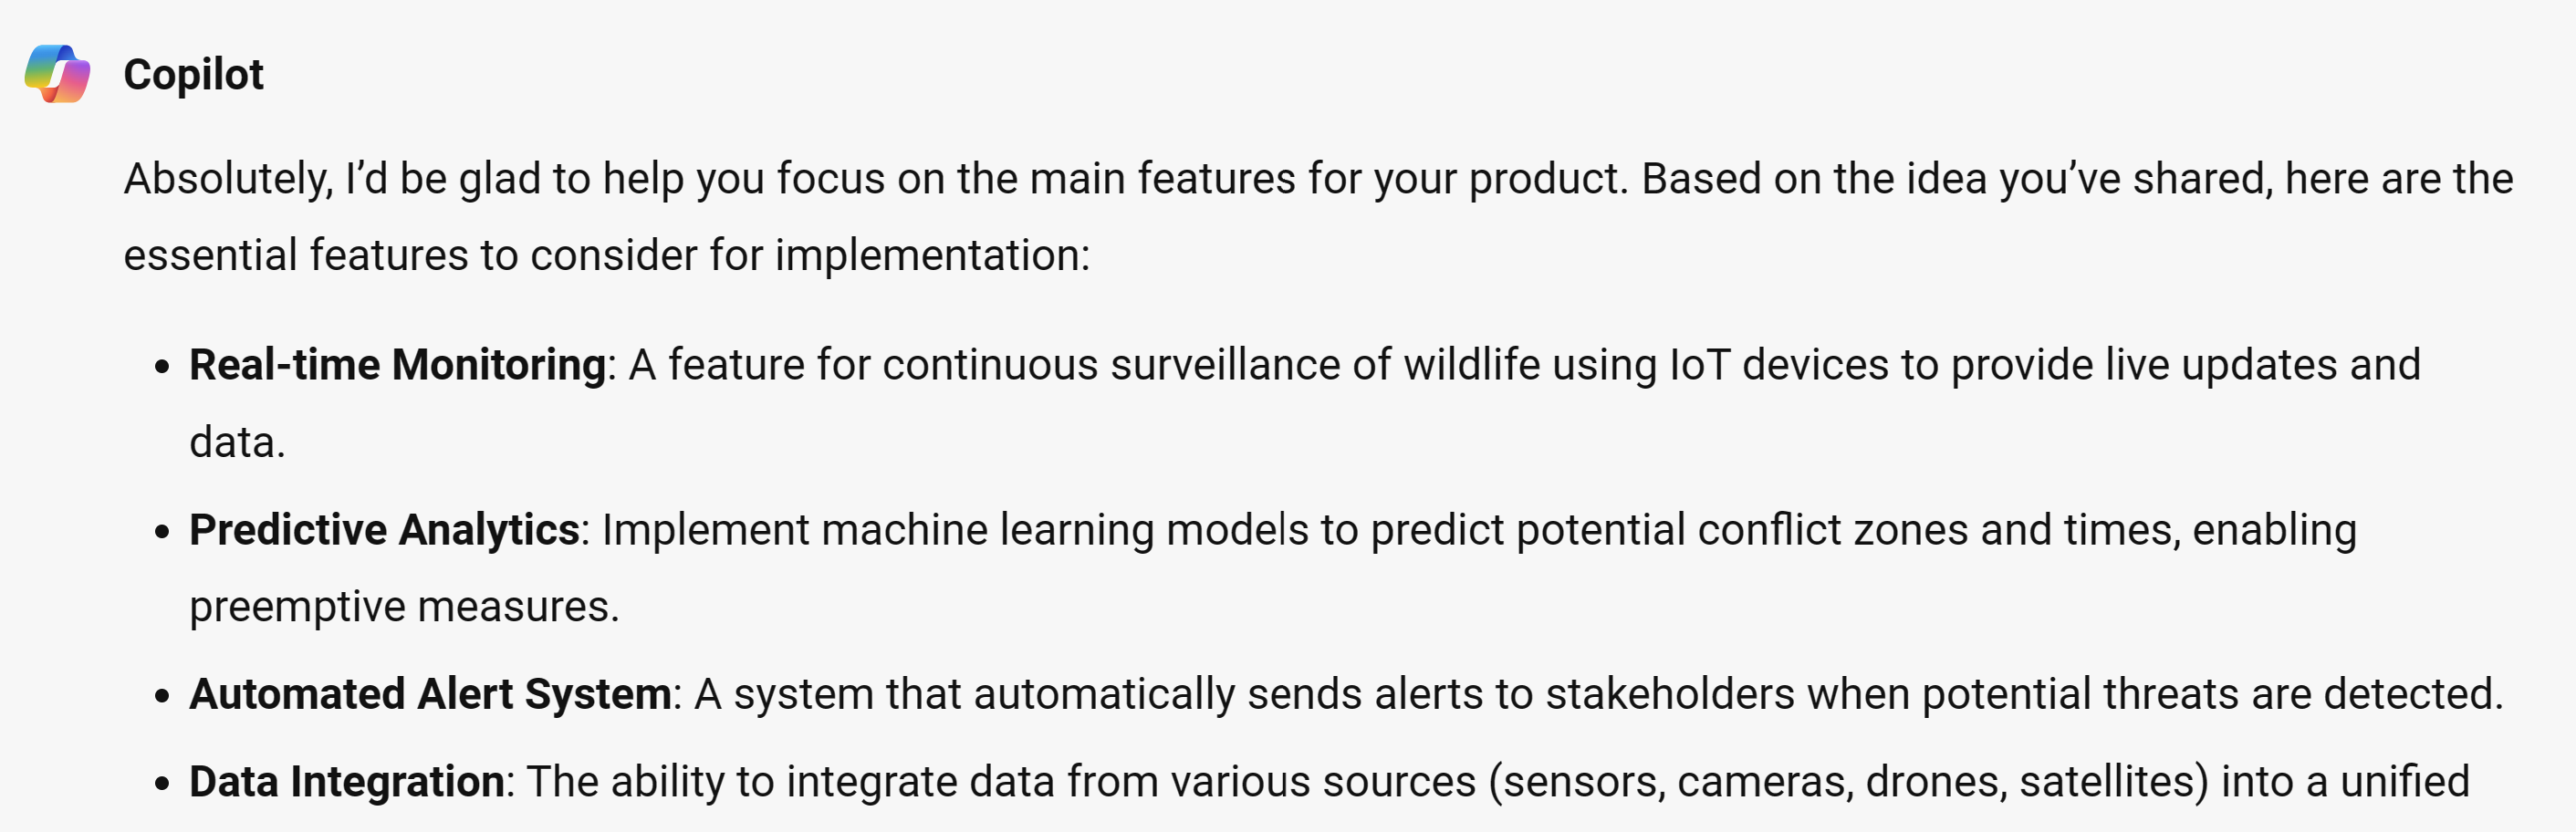 Copilot
Absolutely, I’d be glad to help you focus on the main features for your product. Based on the idea you’ve shared, here are the
essential features to consider for implementation:
• Real-time Monitoring: A feature for continuous surveillance of wildlife using IoT devices to provide live updates and
data.
• Predictive Analytics: Implement machine learning models to predict potential conflict zones and times, enabling
preemptive measures.
• Automated Alert System: A system that automatically sends alerts to stakeholders when potential threats are detected.
• Data Integration: The ability to integrate data from various sources (sensors, cameras, drones, satellites) into a unified